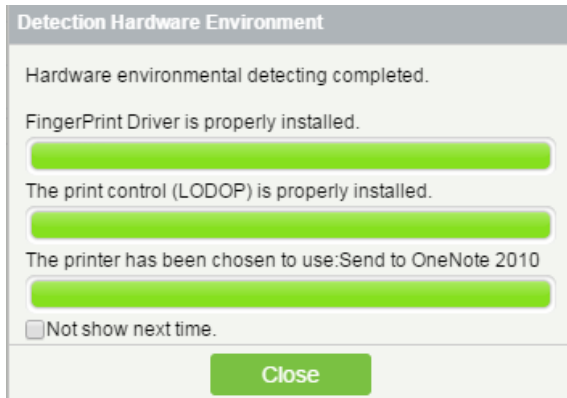 Detection Hardware Environment
Hardware environmental detecting completed.
FingerPrint Driver is properly installed.
The print control (LODOP) is properly installed.
The printer has been chosen to use:Send to OneNote 2010
Not show next time.
Close